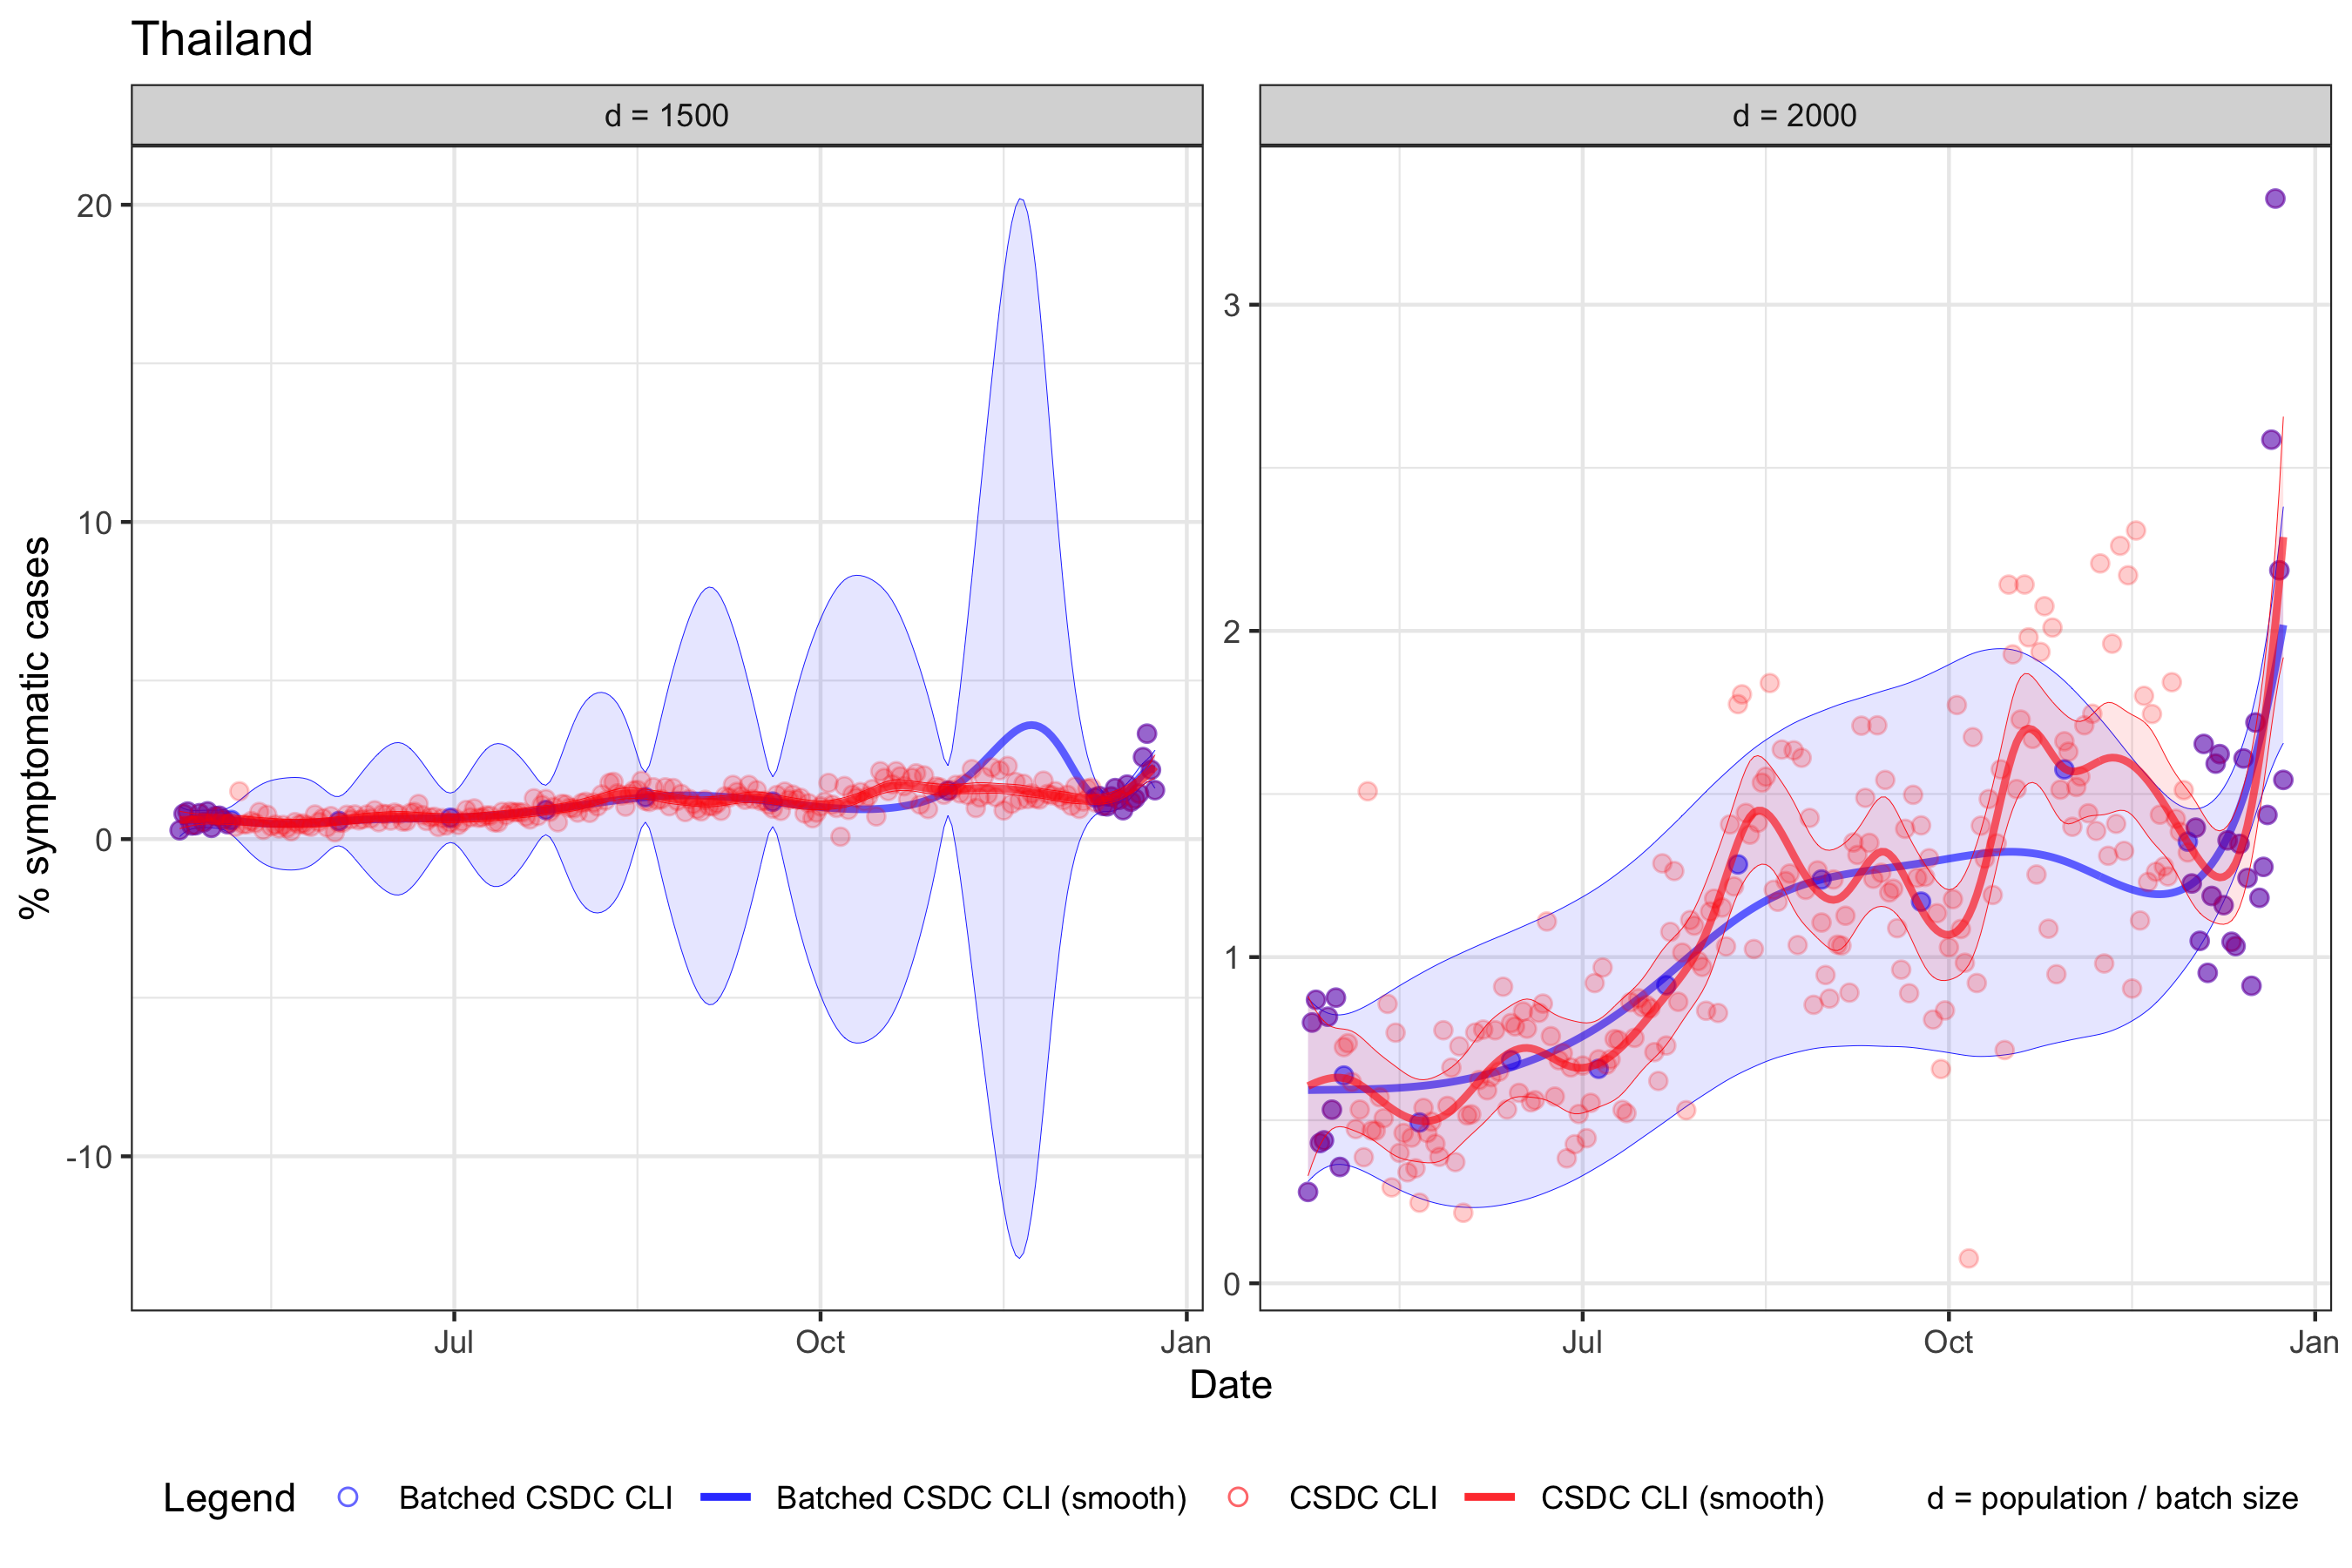 Thailand
d = 1500
d = 2000
% symptomatic cases
20
10
0
-10
3
2
1
0
Jul
Oct
Jan
Jul
Oct
Jan
Date
Legend
Batched CSDC CLI
Batched CSDC CLI (smooth)
CSDC CLI
CSDC CLI (smooth)
d = population / batch size